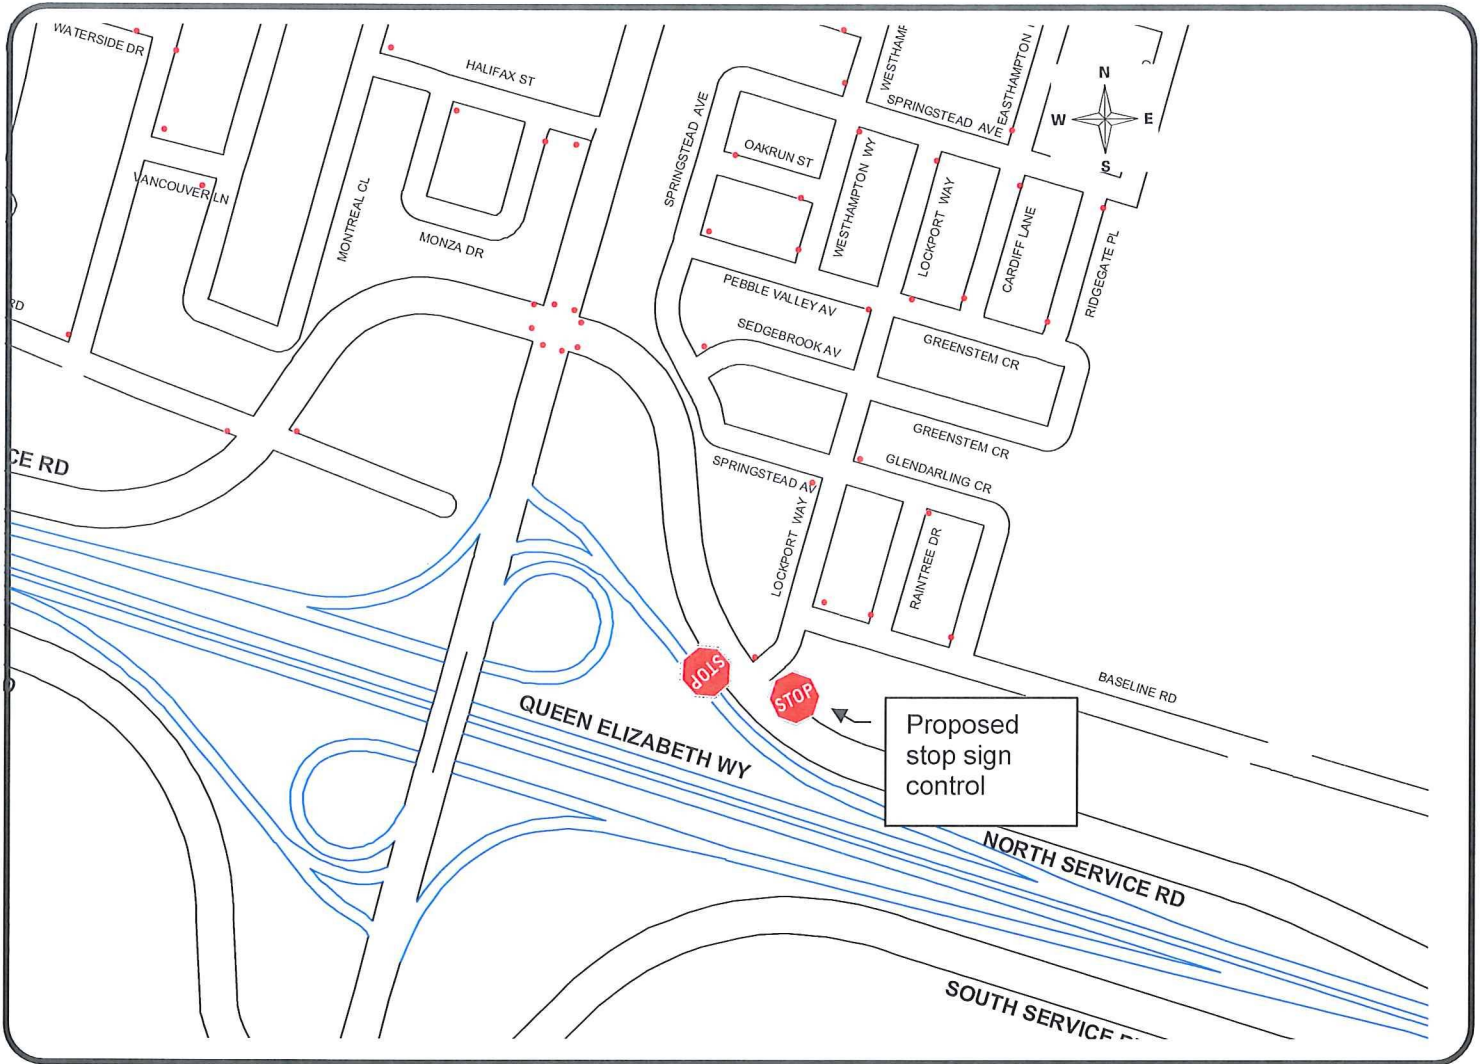 WATERSIDE DR
HALIFAX ST
WESTHAMP
EASTHAMPTON
N
W
E
S
SPRINGSTEAD AVE
SPRINGSTEAD AVE
OAKRUN ST
WESTHAMPTON WY
LOCKPORT WAY
CARDIFF LANE
RIDGEGATE PL
VANCOUVER LN
MONTREAL CL
MONZA DR
PEBBLE VALLEY AV
SEDGEBROOK AV
GREENSTEM CR
RD
GREENSTEM CR
GLENDARLING CR
CE RD
SPRINGSTEAD AV
LOCKPORT WAY
RAINTREE DR
STOP
STOP
BASELINE RD
QUEEN ELIZABETH WY
Proposed
stop sign
control
NORTH SERVICE RD
SOUTH SERVICE R